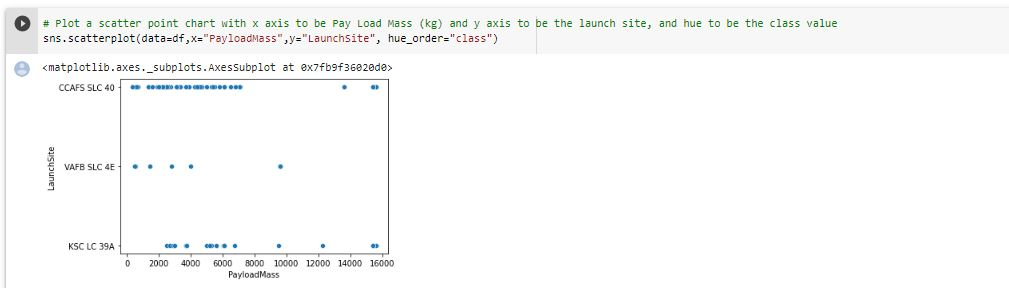 # Plot a scatter point chart with x axis to be Pay Load Mass (kg) and y axis to be the launch site, and hue to be the class value
sns.scatterplot(data=df,x="PayloadMass",y="LaunchSite", hue_order="class")
<matplotlib.axes._subplots.AxesSubplot at 0x7fb9f36020d0>
CCAFS SLC 40
VAFB SLC 4E
KSC LC 39A
LaunchSite
0 2000 4000 6000 8000 10000 12000 14000 16000
PayloadMass